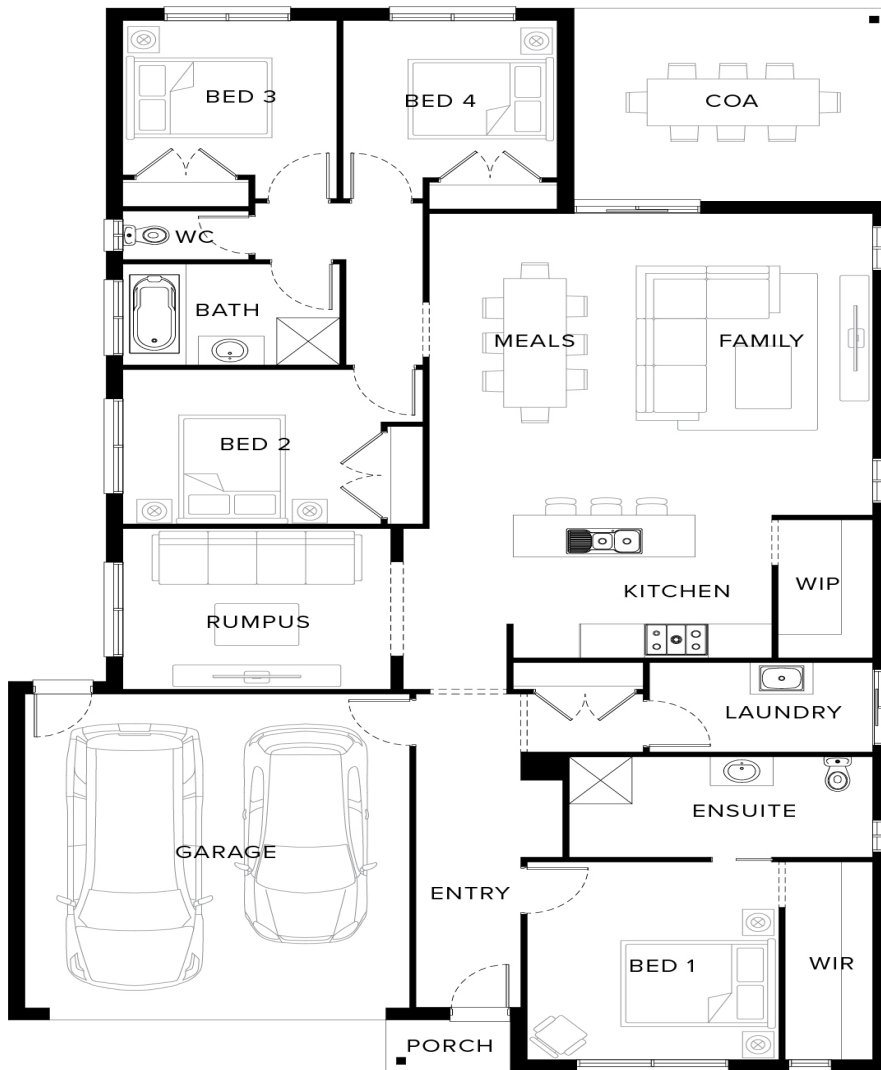 BED 3
BED 4
COA
WC
BATH
MEALS
FAMILY
BED 2
KITCHEN
WIP
RUMPUS
LAUNDRY
ENSUITE
GARAGE
ENTRY
BED 1
WIR
PORCH